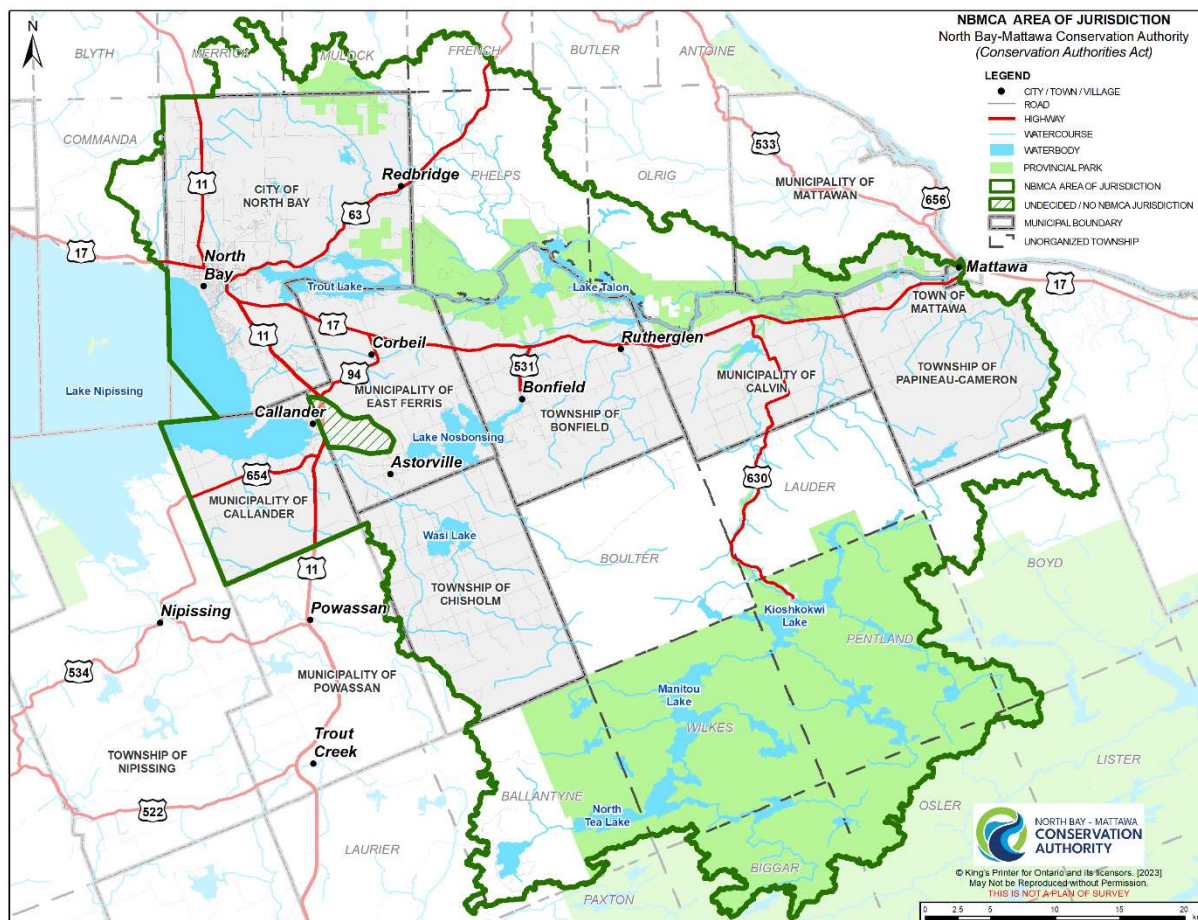 NBMCA AREA OF JURISDICTION
North Bay-Mattawa Conservation Authority
(Conservation Authorities Act)
LEGEND
CITY / TOWN / VILLAGE
ROAD
HIGHWAY
WATERCOURSE
WATERBODY
PROVINCIAL PARK
NBMCA AREA OF JURISDICTION
UNDECIDED / NO NBMCA JURISDICTION
MUNICIPAL BOUNDARY
UNORGANIZED TOWNSHIP
N
BLYTH
MERRICK
MULOCK
FRENCH
BUTLER
ANTOINE
COMMANDA
11
CITY OF
NORTH BAY
Redbridge
63
PHELPS
OLRIG
533
MUNICIPALITY OF
MATTAWAN
656
17
North
Bay
Trout Lake
Lake Talon
Mattawa
17
TOWN OF
MATTAWA
11
17
Corbeil
94
Rutherglen
531
Bonfield
MUNICIPALITY OF
EAST FERRIS
TOWNSHIP OF
BONFIELD
MUNICIPALITY OF
CALVIN
TOWNSHIP OF
PAPINEAU-CAMERON
Lake Nipissing
Callander
Lake Nosbonsing
Astorville
654
MUNICIPALITY OF
CALLANDER
630
LAUDER
Wasi Lake
BOULTER
BOYD
11
TOWNSHIP OF
CHISHOLM
Nipissing
Powassan
Kioshkokwi
Lake
PENTLAND
534
MUNICIPALITY OF
POWASSAN
Manitou
Lake
WILKES
TOWNSHIP OF
NIPISSING
Trout
Creek
522
BALLANTYNE
North
Tea Lake
LISTER
OSLER
LAURIER
BIGGAR
PAXTON
NORTH BAY - MATTAWA
CONSERVATION
AUTHORITY
© King's Printer for Ontario and its licensors. [2023]
May Not be Reproduced without Permission.
THIS IS NOT A PLAN OF SURVEY
0 2.5 5 10 15 20